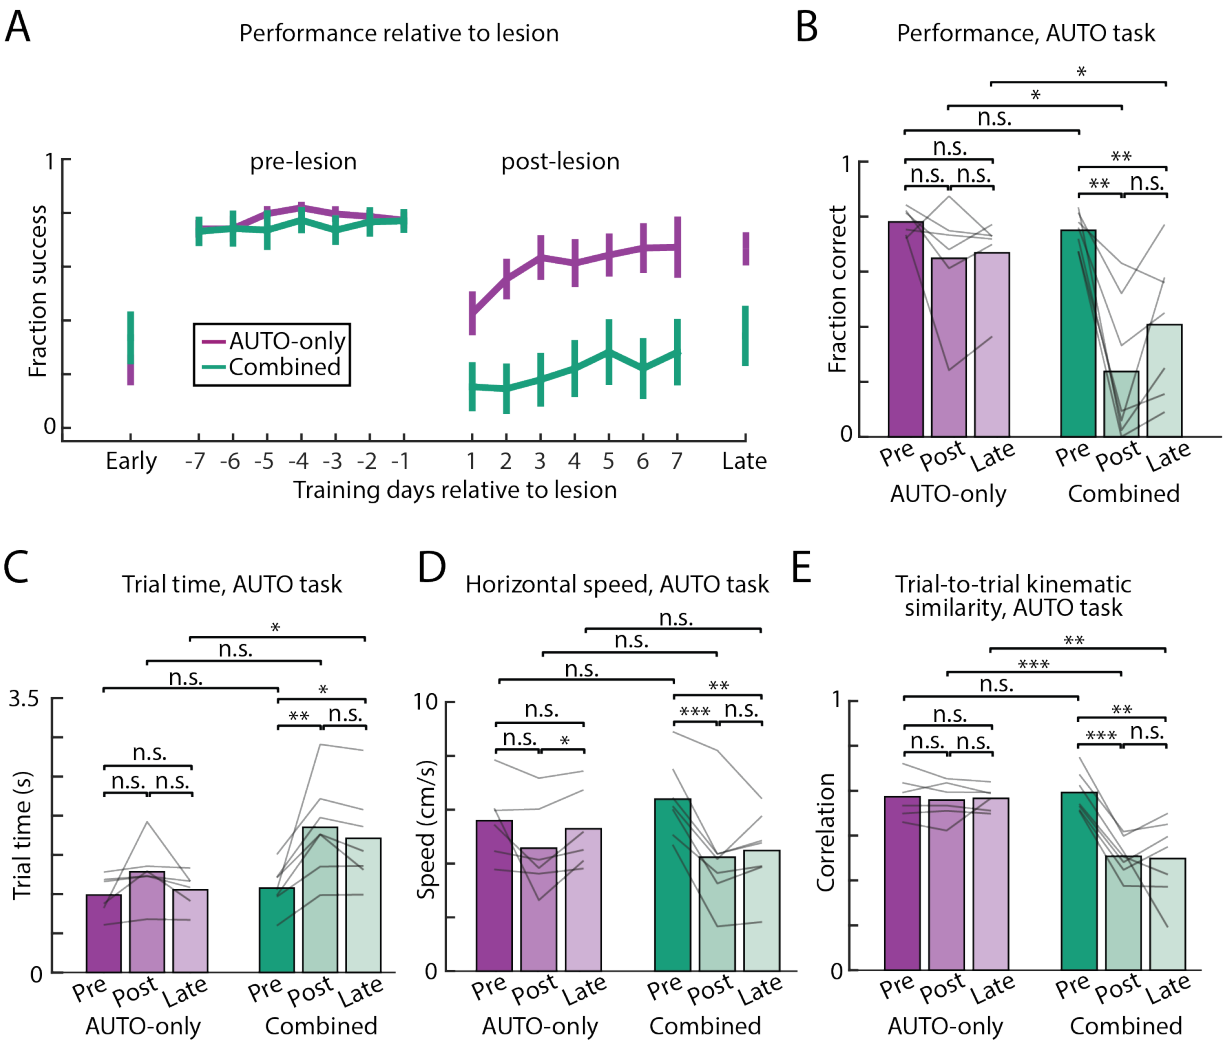 A
Performance relative to lesion
1
0
Fraction success
pre-lesion
post-lesion
AUTO-only
Combined
Early
-7 -6 -5 -4 -3 -2 -1
1 2 3 4 5 6 7
Late
Training days relative to lesion
B
Performance, AUTO task
*
*
n.s.
n.s.
n.s. n.s.
**
** n.s.
1
0
Fraction correct
Pre Post Late
AUTO-only
Pre Post Late
Combined
C
Trial time, AUTO task
*
n.s.
n.s.
*
** n.s.
n.s.
n.s. n.s.
3.5
0
Trial time (s)
Pre Post Late
AUTO-only
Pre Post Late
Combined
D
Horizontal speed, AUTO task
n.s.
n.s.
n.s.
**
*** n.s.
n.s.
n.s. *
10
0
Speed (cm/s)
Pre Post Late
AUTO-only
Pre Post Late
Combined
E
Trial-to-trial kinematic
similarity, AUTO task
**
***
n.s.
**
*** n.s.
n.s.
n.s. n.s.
1
0
Correlation
Pre Post Late
AUTO-only
Pre Post Late
Combined